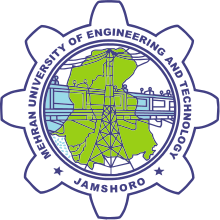 MEHRAN UNIVERSITY OF ENGINEERING AND TECHNOLOGY
JAMSHORO